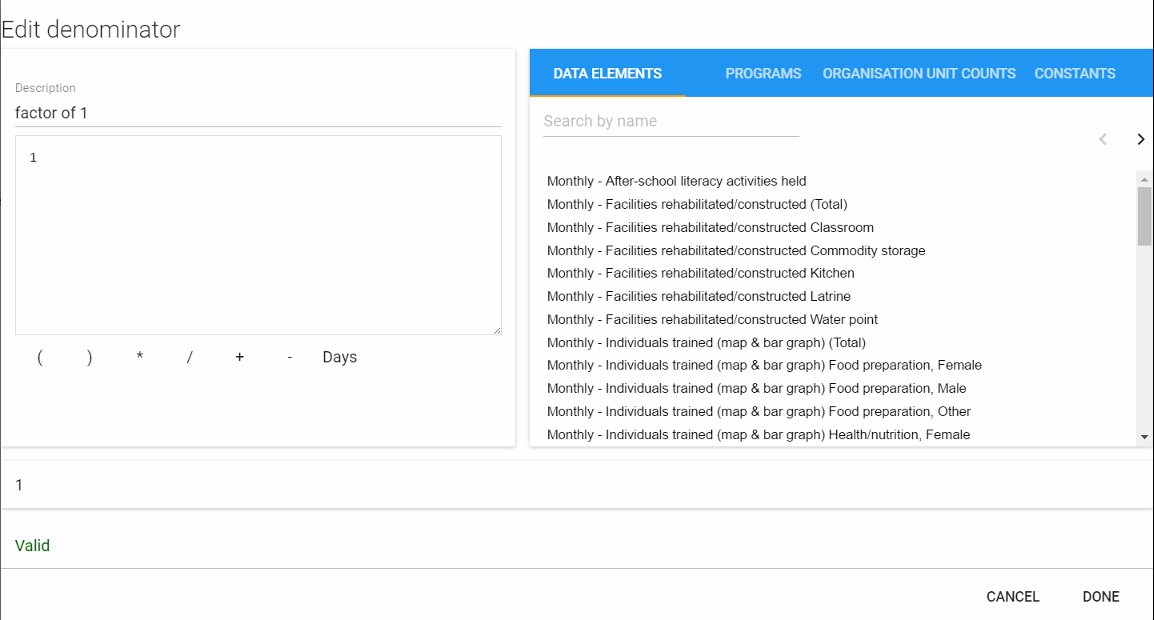 Edit denominator
Description
factor of 1
1
( ) * / + - Days
DATA ELEMENTS PROGRAMS ORGANISATION UNIT COUNTS CONSTANTS
Search by name
Monthly - After-school literacy activities held
Monthly - Facilities rehabilitated/constructed (Total)
Monthly - Facilities rehabilitated/constructed Classroom
Monthly - Facilities rehabilitated/constructed Commodity storage
Monthly - Facilities rehabilitated/constructed Kitchen
Monthly - Facilities rehabilitated/constructed Latrine
Monthly - Facilities rehabilitated/constructed Water point
Monthly - Individuals trained (map & bar graph) (Total)
Monthly - Individuals trained (map & bar graph) Food preparation, Female
Monthly - Individuals trained (map & bar graph) Food preparation, Male
Monthly - Individuals trained (map & bar graph) Food preparation, Other
Monthly - Individuals trained (map & bar graph) Health/nutrition, Female
1
Valid
CANCEL DONE